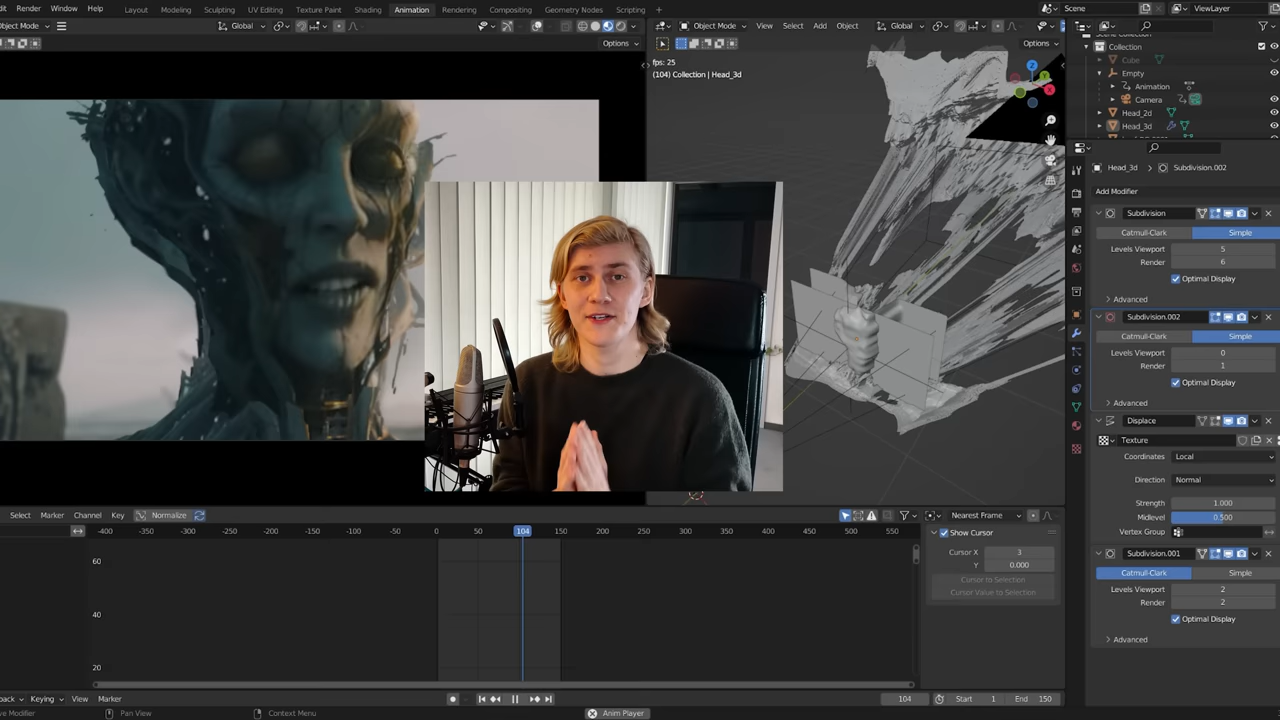 Render Window Help
Layout Modeling Sculpting UV Editing Texture Paint Shading Animation Rendering Compositing Geometry Nodes Scripting +
Scene
ViewLayer
Object Mode
Global
Object Mode
View Select Add Object
Global
Options
Options
fps: 25
(104) Collection | Head_3d
Z
Y
X
Collection
Cube
Empty
Animation
Camera
Head_2d
Head_3d
Head_3d > Subdivision.002
Add Modifier
Subdivision
Catmull-Clark Simple
Levels Viewport 5
Render 6
Optimal Display
Advanced
Subdivision.002
Catmull-Clark Simple
Levels Viewport 0
Render 1
Optimal Display
Advanced
Displace
Texture
Coordinates Local
Direction Normal
Strength 1.000
Midlevel 0.500
Vertex Group
Subdivision.001
Catmull-Clark Simple
Levels Viewport 2
Render 2
Optimal Display
Advanced
Select Marker Channel Key Normalize
Nearest Frame
-400 -350 -300 -250 -200 -150 -100 -50 0 50 104 150 200 250 300 350 400 450 500 550
60
40
20
Show Cursor
Cursor X 3
Y 0.000
Cursor to Selection
Cursor Value to Selection
Keying View Marker
104
Start 1
End 150
Pan View
Context Menu
Anim Player